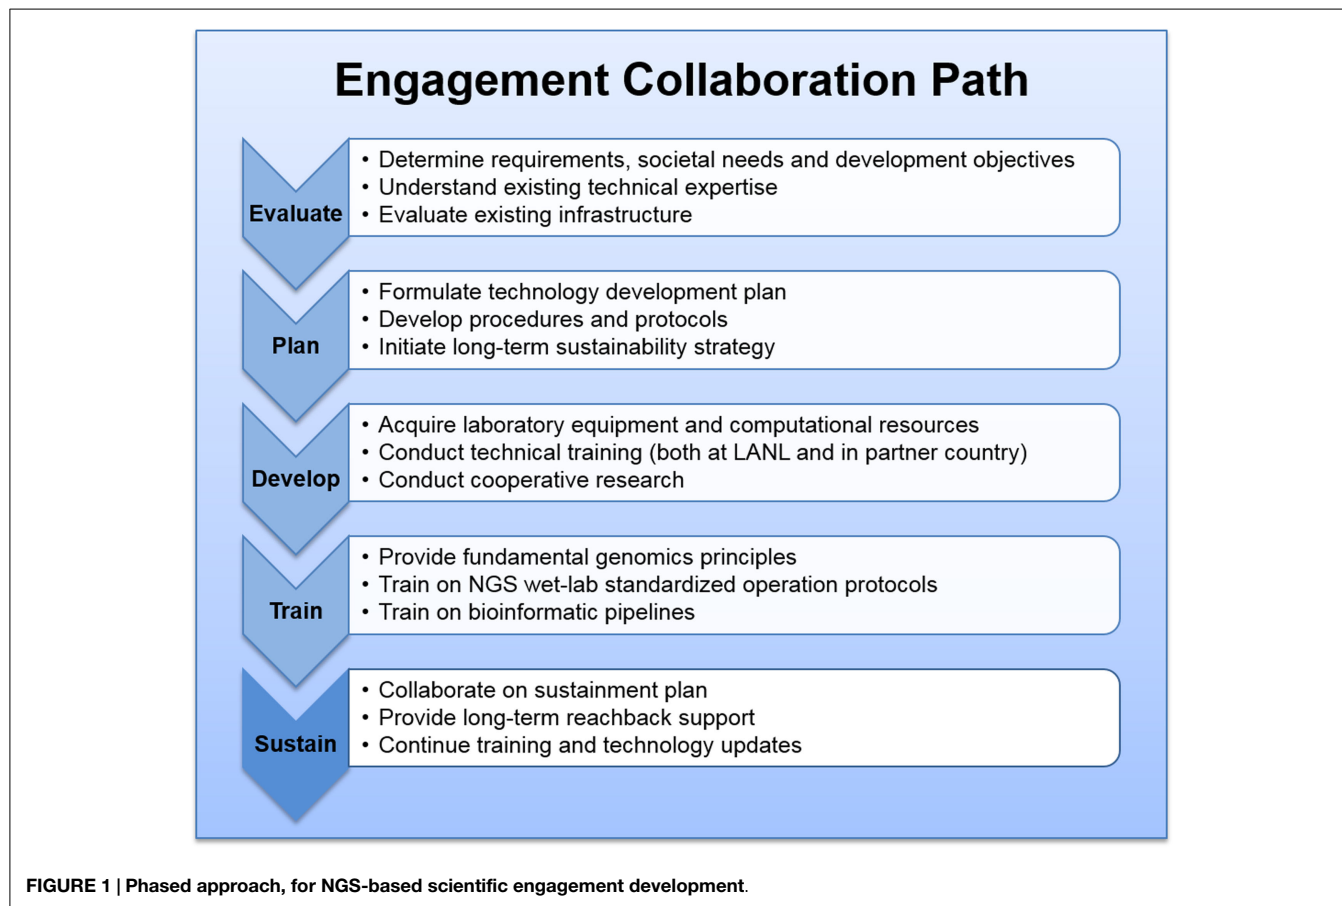 Engagement Collaboration Path
Evaluate
• Determine requirements, societal needs and development objectives
• Understand existing technical expertise
• Evaluate existing infrastructure
Plan
• Formulate technology development plan
• Develop procedures and protocols
• Initiate long-term sustainability strategy
Develop
• Acquire laboratory equipment and computational resources
• Conduct technical training (both at LANL and in partner country)
• Conduct cooperative research
Train
• Provide fundamental genomics principles
• Train on NGS wet-lab standardized operation protocols
• Train on bioinformatic pipelines
Sustain
• Collaborate on sustainment plan
• Provide long-term reachback support
• Continue training and technology updates
FIGURE 1 | Phased approach, for NGS-based scientific engagement development.